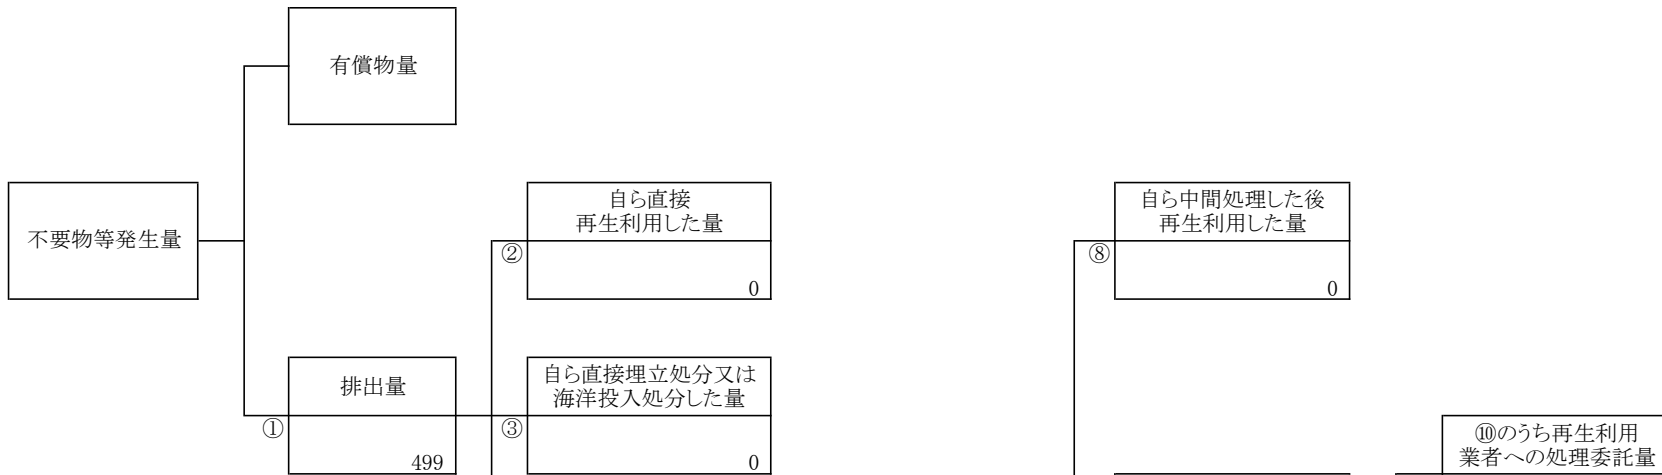 有償物量
不要物等発生量
自ら直接
再生利用した量
②
0
自ら中間処理した後
再生利用した量
⑧
0
排出量
①
499
自ら直接埋立処分又は
海洋投入処分した量
③
0
⑩のうち再生利用
業者への処理委託量